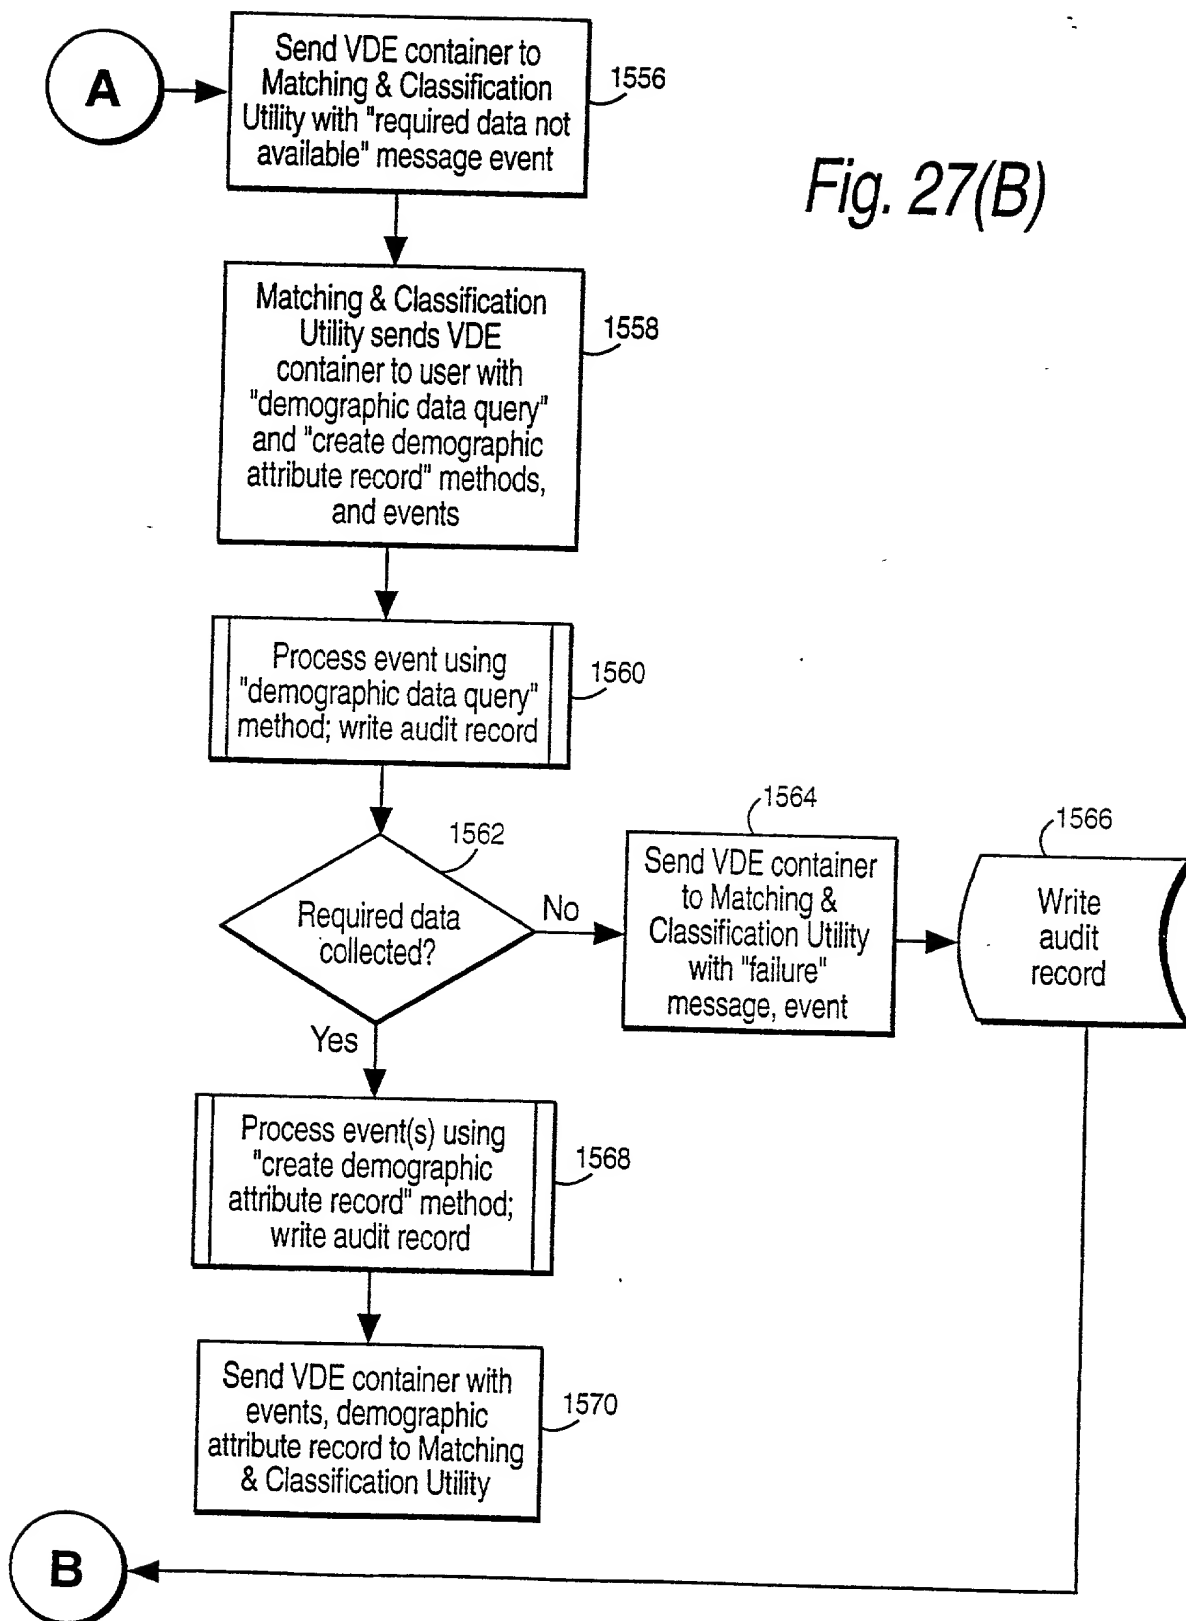 A
Send VDE container to
Matching & Classification
Utility with "required data not
available" message event
1556
Fig. 27(B)
Matching & Classification
Utility sends VDE
container to user with
"demographic data query"
and "create demographic
attribute record" methods,
and events
1558
Process event using
"demographic data query"
method; write audit record
1560
Required data
collected?
1562
No
Yes
Send VDE container
to Matching &
Classification Utility
with "failure"
message, event
1564
Write
audit
record
1566
Process event(s) using
"create demographic
attribute record" method;
write audit record
1568
Send VDE container with
events, demographic
attribute record to Matching
& Classification Utility
1570
B